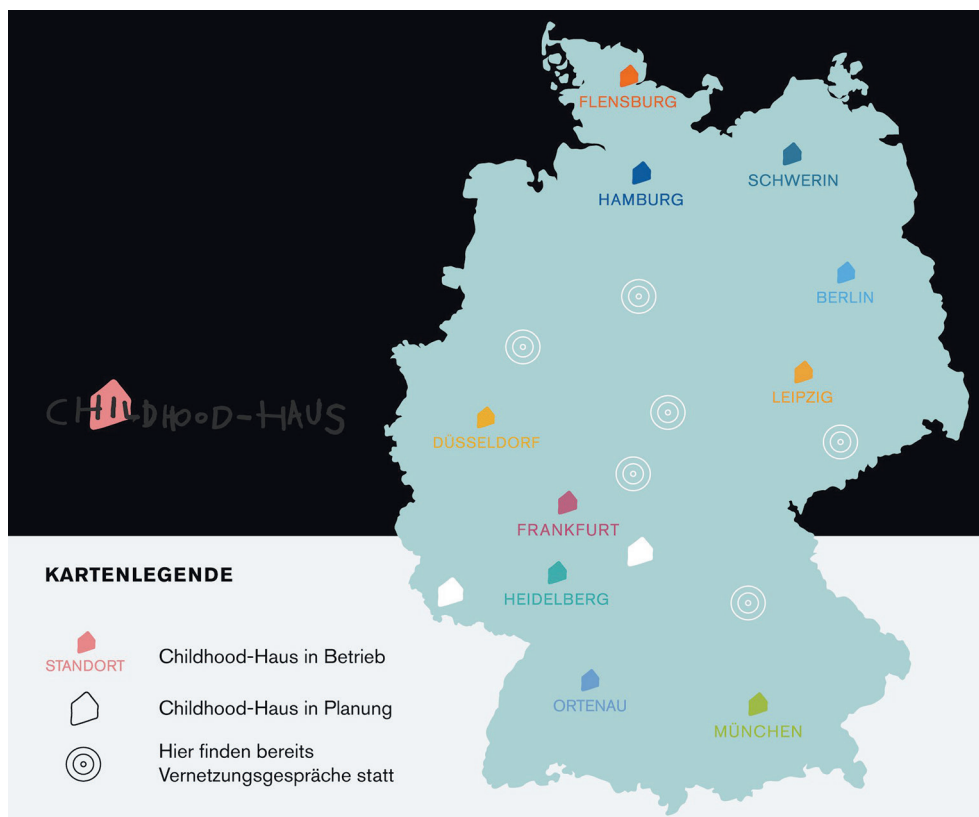 FLENSBURG
SCHWERIN
HAMBURG
BERLIN
LEIPZIG
CHILDHOOD-HAUS
DÜSSELDORF
FRANKFURT
KARTENLEGENDE
HEIDELBERG
STANDORT
Childhood-Haus in Betrieb
ORTENAU
Childhood-Haus in Planung
MÜNCHEN
Hier finden bereits
Vernetzungsgespräche statt